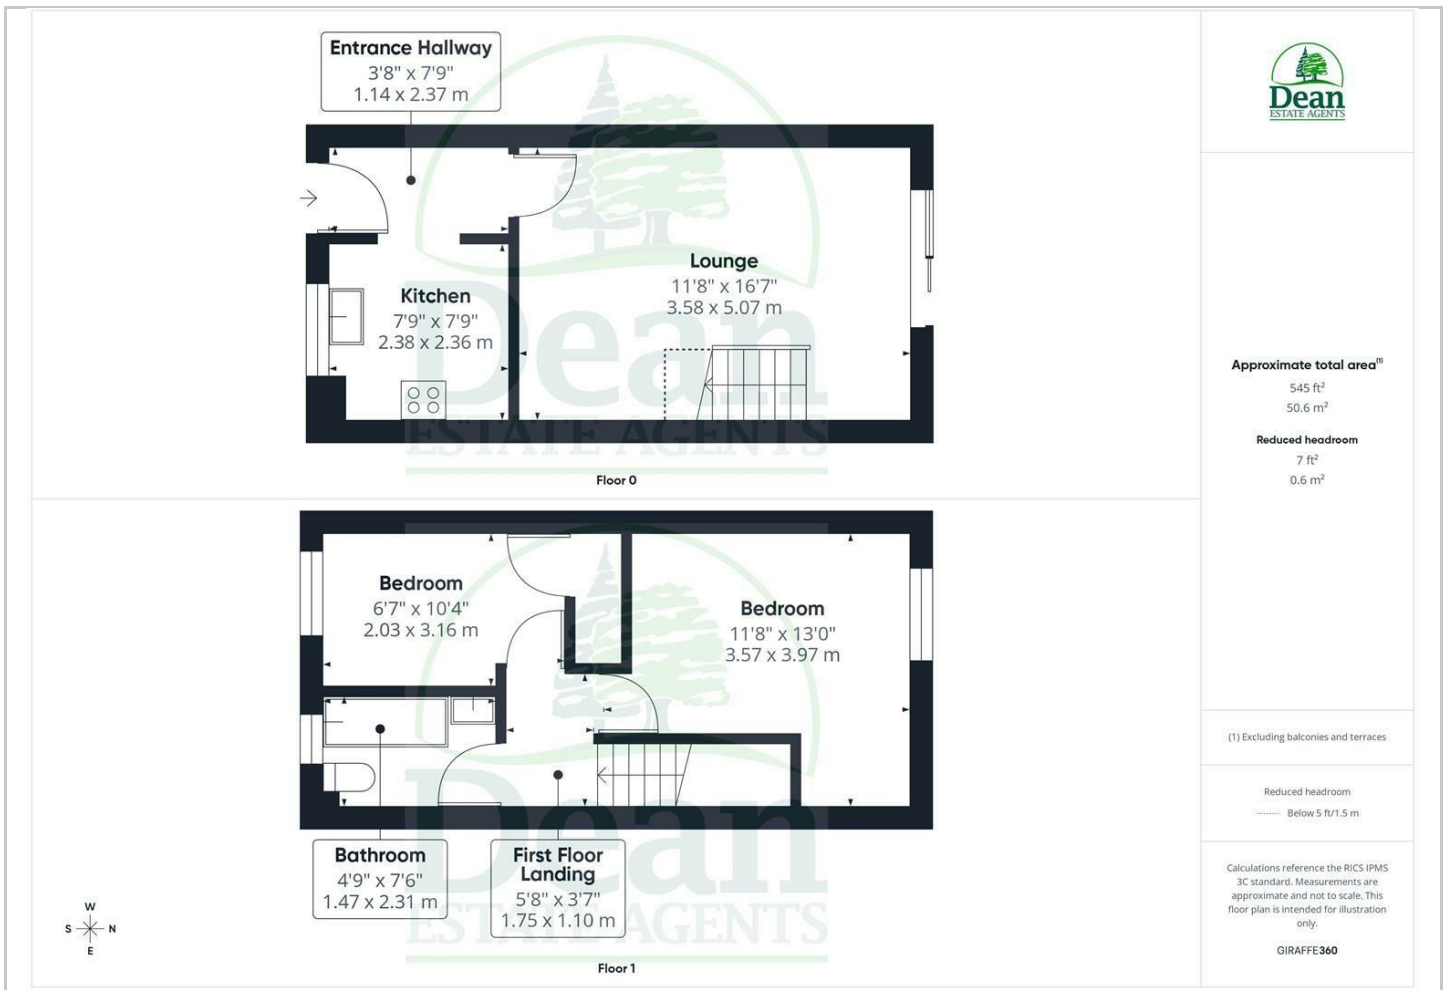 Entrance Hallway
3'8" x 7'9"
1.14 x 2.37 m
Lounge
11'8" x 16'7"
3.58 x 5.07 m
Kitchen
7'9" x 7'9"
2.38 x 2.36 m
Dean
ESTATE AGENTS
Floor 0
Bedroom
6'7" x 10'4"
2.03 x 3.16 m
Bedroom
11'8" x 13'0"
3.57 x 3.97 m
Bathroom
4'9" x 7'6"
1.47 x 2.31 m
First Floor
Landing
5'8" x 3'7"
1.75 x 1.10 m
Dean
ESTATE AGENTS
Floor 1
W
S N
E
Dean
ESTATE AGENTS
Approximate total area(1)
545 ft²
50.6 m²
Reduced headroom
7 ft²
0.6 m²
(1) Excluding balconies and terraces
Reduced headroom
Below 5 ft/1.5 m
Calculations reference the RICS IPMS
3C standard. Measurements are
approximate and not to scale. This
floor plan is intended for illustration
only.
GIRAFFE360